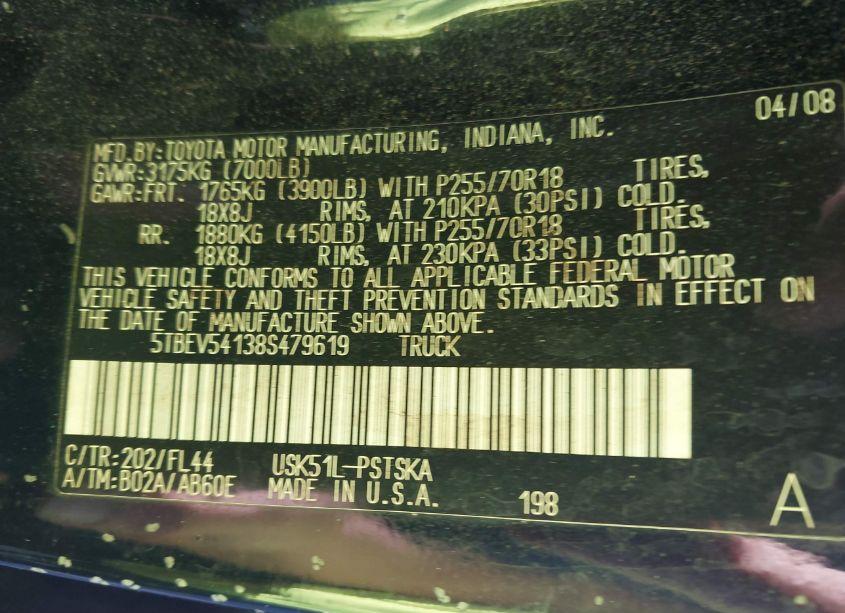 04/08
MFD.BY:TOYOTA MOTOR MANUFACTURING, INDIANA, INC.
GVWR:3175KG (7000LB)
GAWR:FRT. 1765KG (3900LB) WITH P255/70R18 TIRES,
18X8J RIMS, AT 210KPA (30PSI) COLD.
RR. 1880KG (4150LB) WITH P255/70R18 TIRES,
18X8J RIMS, AT 230KPA (33PSI) COLD.
THIS VEHICLE CONFORMS TO ALL APPLICABLE FEDERAL MOTOR
VEHICLE SAFETY AND THEFT PREVENTION STANDARDS IN EFFECT ON
THE DATE OF MANUFACTURE SHOWN ABOVE.
5TBEV54138S479619 TRUCK
C/TR:202/FL44 USK51L-PSTSKA
A/TM:B02A/AB60E MADE IN U.S.A. 198 A